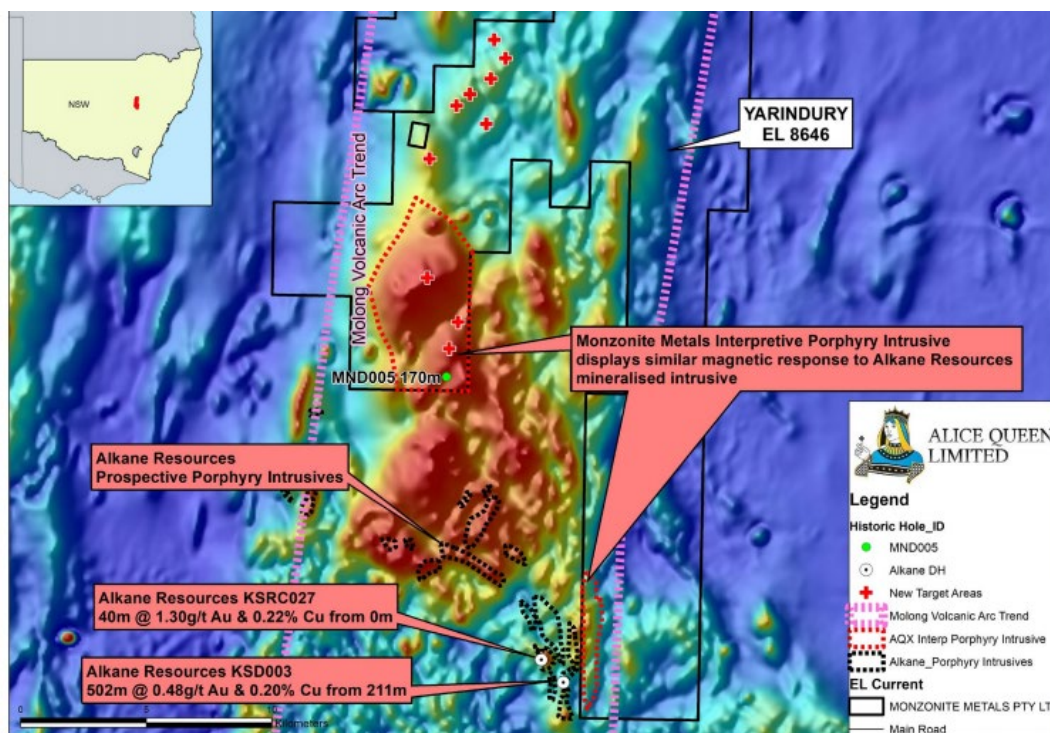 NSW
YARINDURY
EL 8646
Molong Volcanic Arc Trend
Monzonite Metals Interpretive Porphyry Intrusive
displays similar magnetic response to Alkane Resources
mineralised intrusive
MND005 170m
Alkane Resources
Prospective Porphyry Intrusives
Alkane Resources KSRC027
40m @ 1.30g/t Au & 0.22% Cu from 0m
Alkane Resources KSD003
502m @ 0.48g/t Au & 0.20% Cu from 211m
0 5 10
Kilometers
ALICE QUEEN
LIMITED
Legend
Historic Hole_ID
MND005
Alkane DH
New Target Areas
Molong Volcanic Arc Trend
AQX Interp Porphyry Intrusive
Alkane_Porphyry Intrusives
EL Current
MONZONITE METALS PTY LT
Main Road